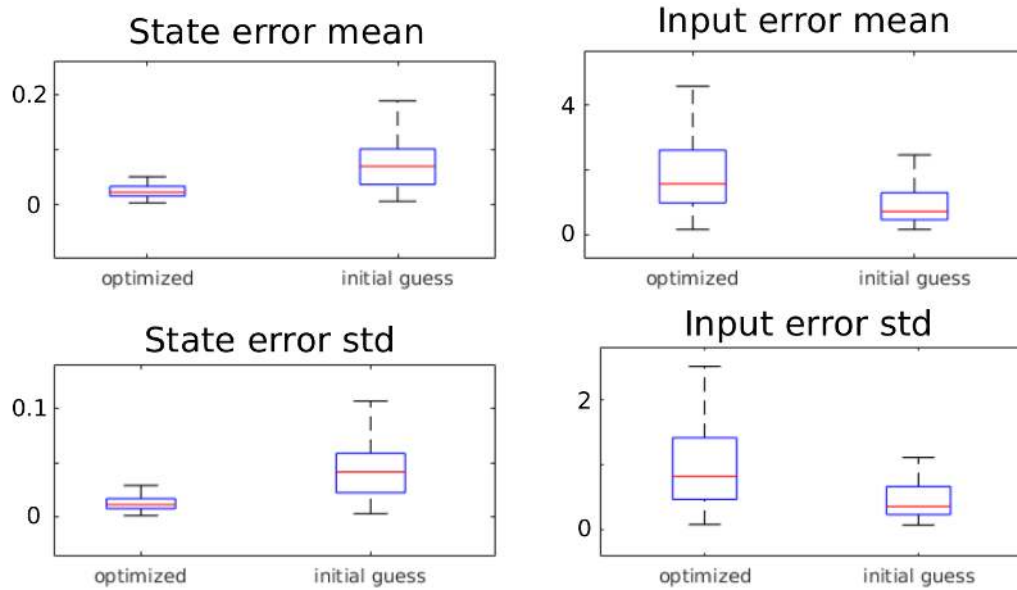 State error mean
0.2
0
optimized initial guess
Input error mean
4
0
optimized initial guess
State error std
0.1
0
optimized initial guess
Input error std
2
0
optimized initial guess